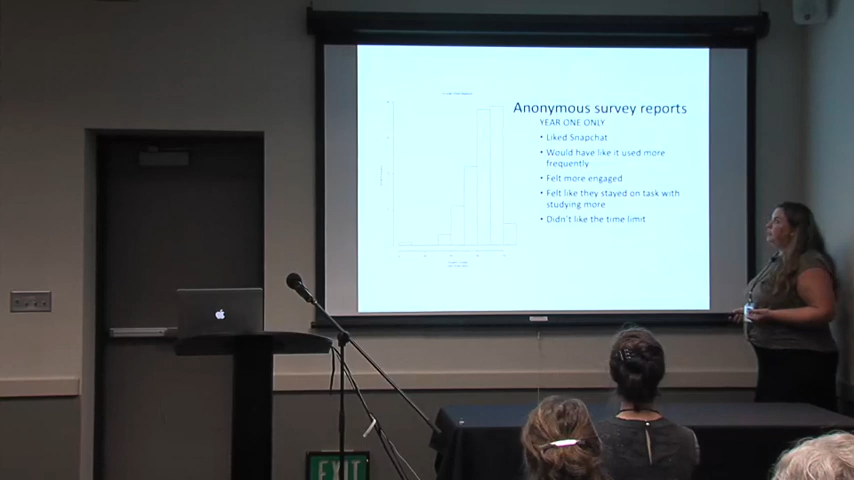 Anonymous survey reports
YEAR ONE ONLY
• Liked Snapchat
• Would have like it used more
frequently
• Felt more engaged
• Felt like they stayed on task with
studying more
• Didn't like the time limit
EXIT